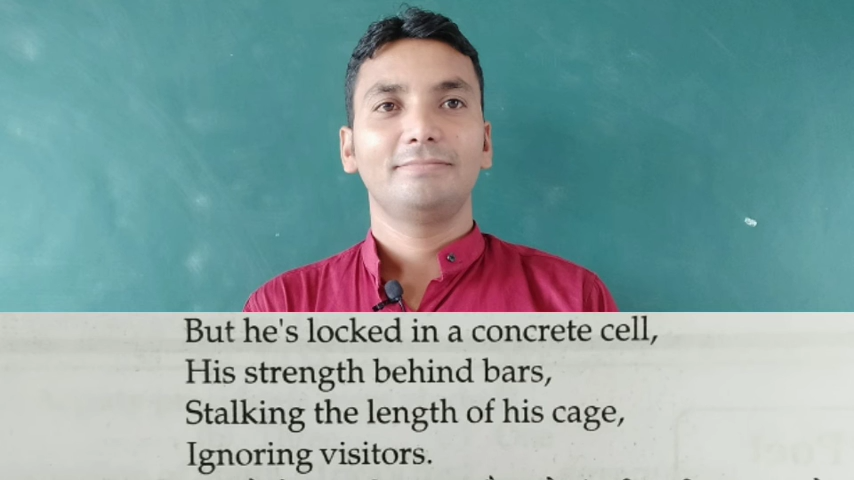 But he's locked in a concrete cell,
His strength behind bars,
Stalking the length of his cage,
Ignoring visitors.